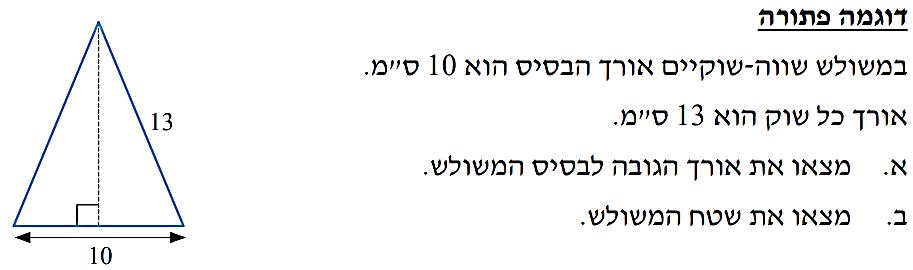 דוגמה פתורה
במשולש שווה-שוקיים אורך הבסיס הוא 10 ס״מ.
אורך כל שוק הוא 13 ס״מ.
א. מצאו את אורך הגובה לבסיס המשולש.
ב. מצאו את שטח המשולש.
13
10